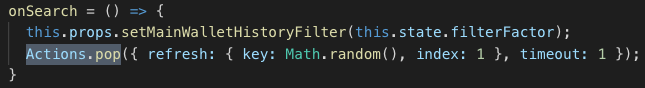 onSearch = () => {
this.props.setMainWalletHistoryFilter(this.state.filterFactor);
Actions.pop({ refresh: { key: Math.random(), index: 1 }, timeout: 1 });
}